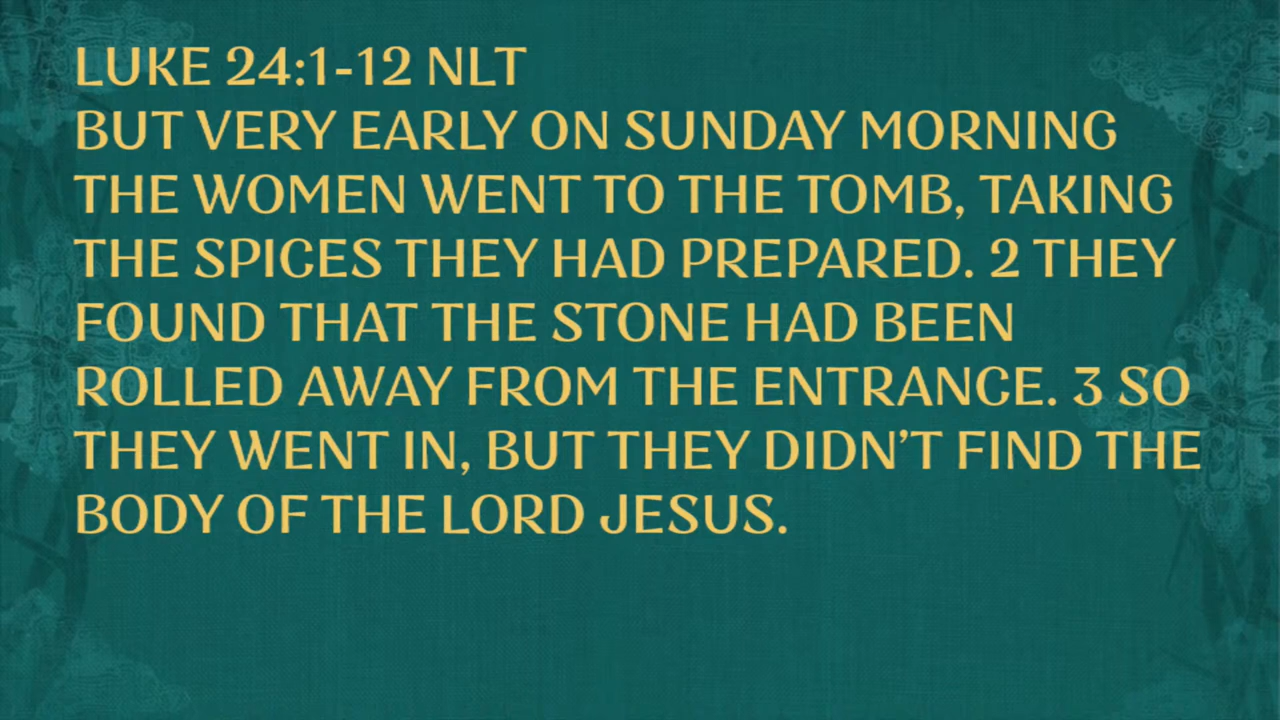 LUKE 24:1-12 NLT
BUT VERY EARLY ON SUNDAY MORNING
THE WOMEN WENT TO THE TOMB, TAKING
THE SPICES THEY HAD PREPARED. 2 THEY
FOUND THAT THE STONE HAD BEEN
ROLLED AWAY FROM THE ENTRANCE. 3 SO
THEY WENT IN, BUT THEY DIDN’T FIND THE
BODY OF THE LORD JESUS.